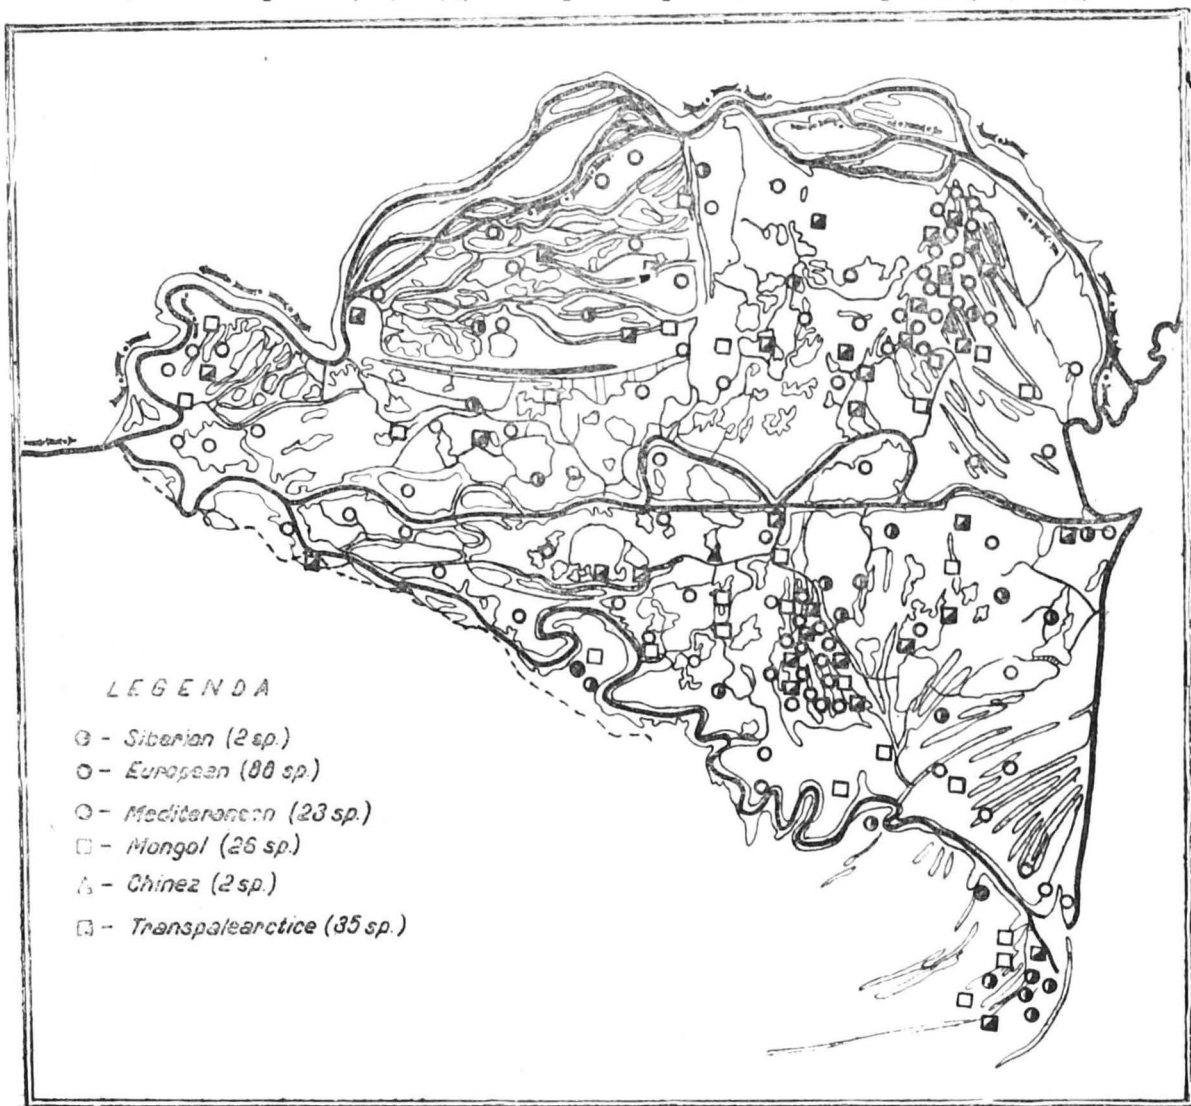 LEGENDA
- Siberian (2 sp.)
- European (88 sp.)
- Mediteranean (23 sp.)
- Mongol (26 sp.)
- Chinez (2 sp.)
- Transpalearctice (35 sp.)